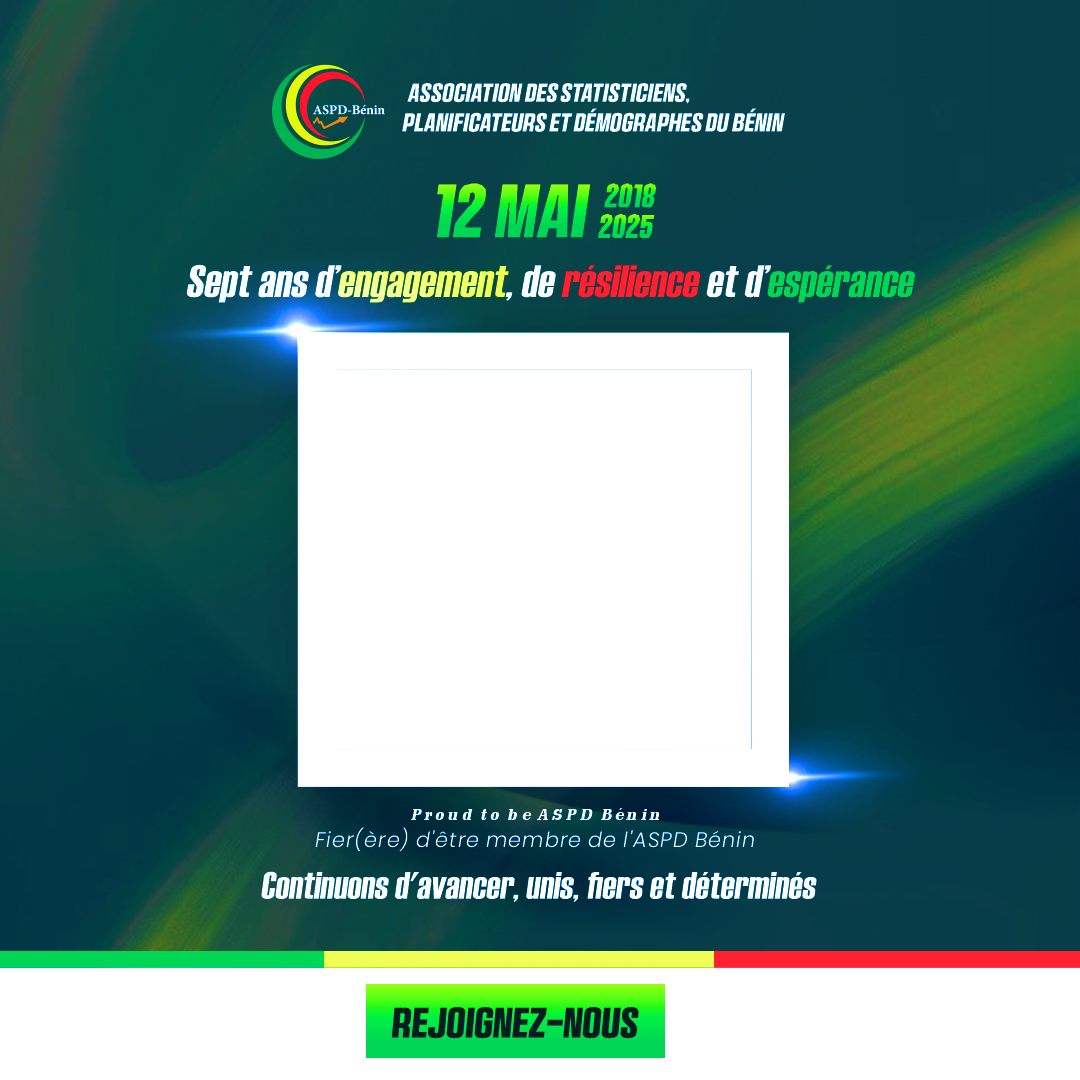 ASPD-Bénin
ASSOCIATION DES STATISTICIENS,
PLANIFICATEURS ET DÉMOGRAPHES DU BÉNIN
12 MAI 2018
2025
Sept ans d'engagement, de résilience et d'espérance
Proud to be ASPD Bénin
Fier(ère) d'être membre de l'ASPD Bénin
Continuons d'avancer, unis, fiers et déterminés
REJOIGNEZ-NOUS